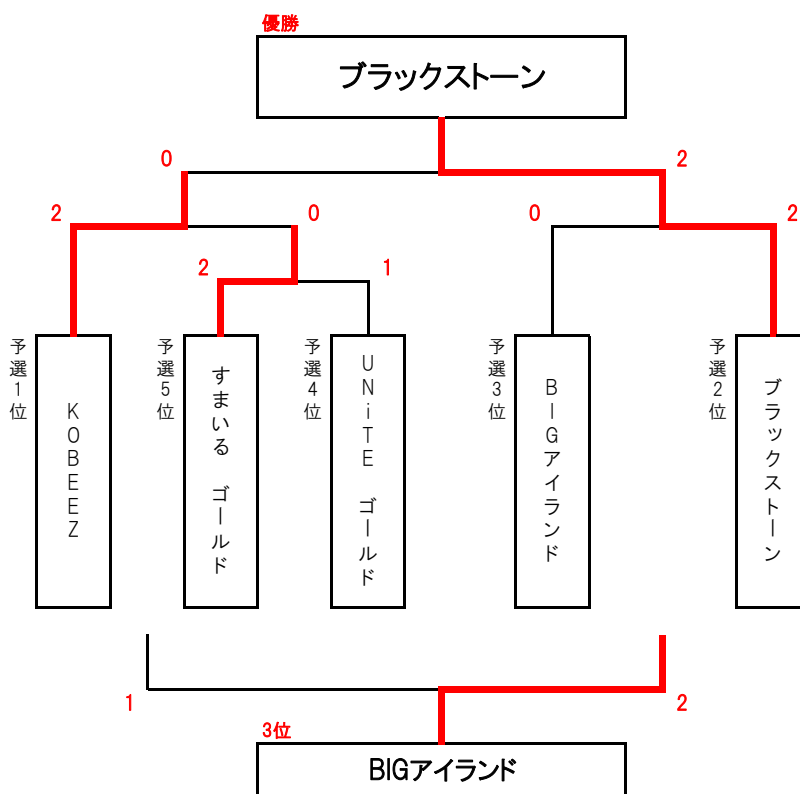 優勝
ブラックストーン
0
2
2
0
0
2
2
1
予選1位
KOBEEZ
予選5位
すまいる ゴールド
予選4位
UNiTE ゴールド
予選3位
BIGアイランド
予選2位
ブラックストーン
1
2
3位
BIGアイランド